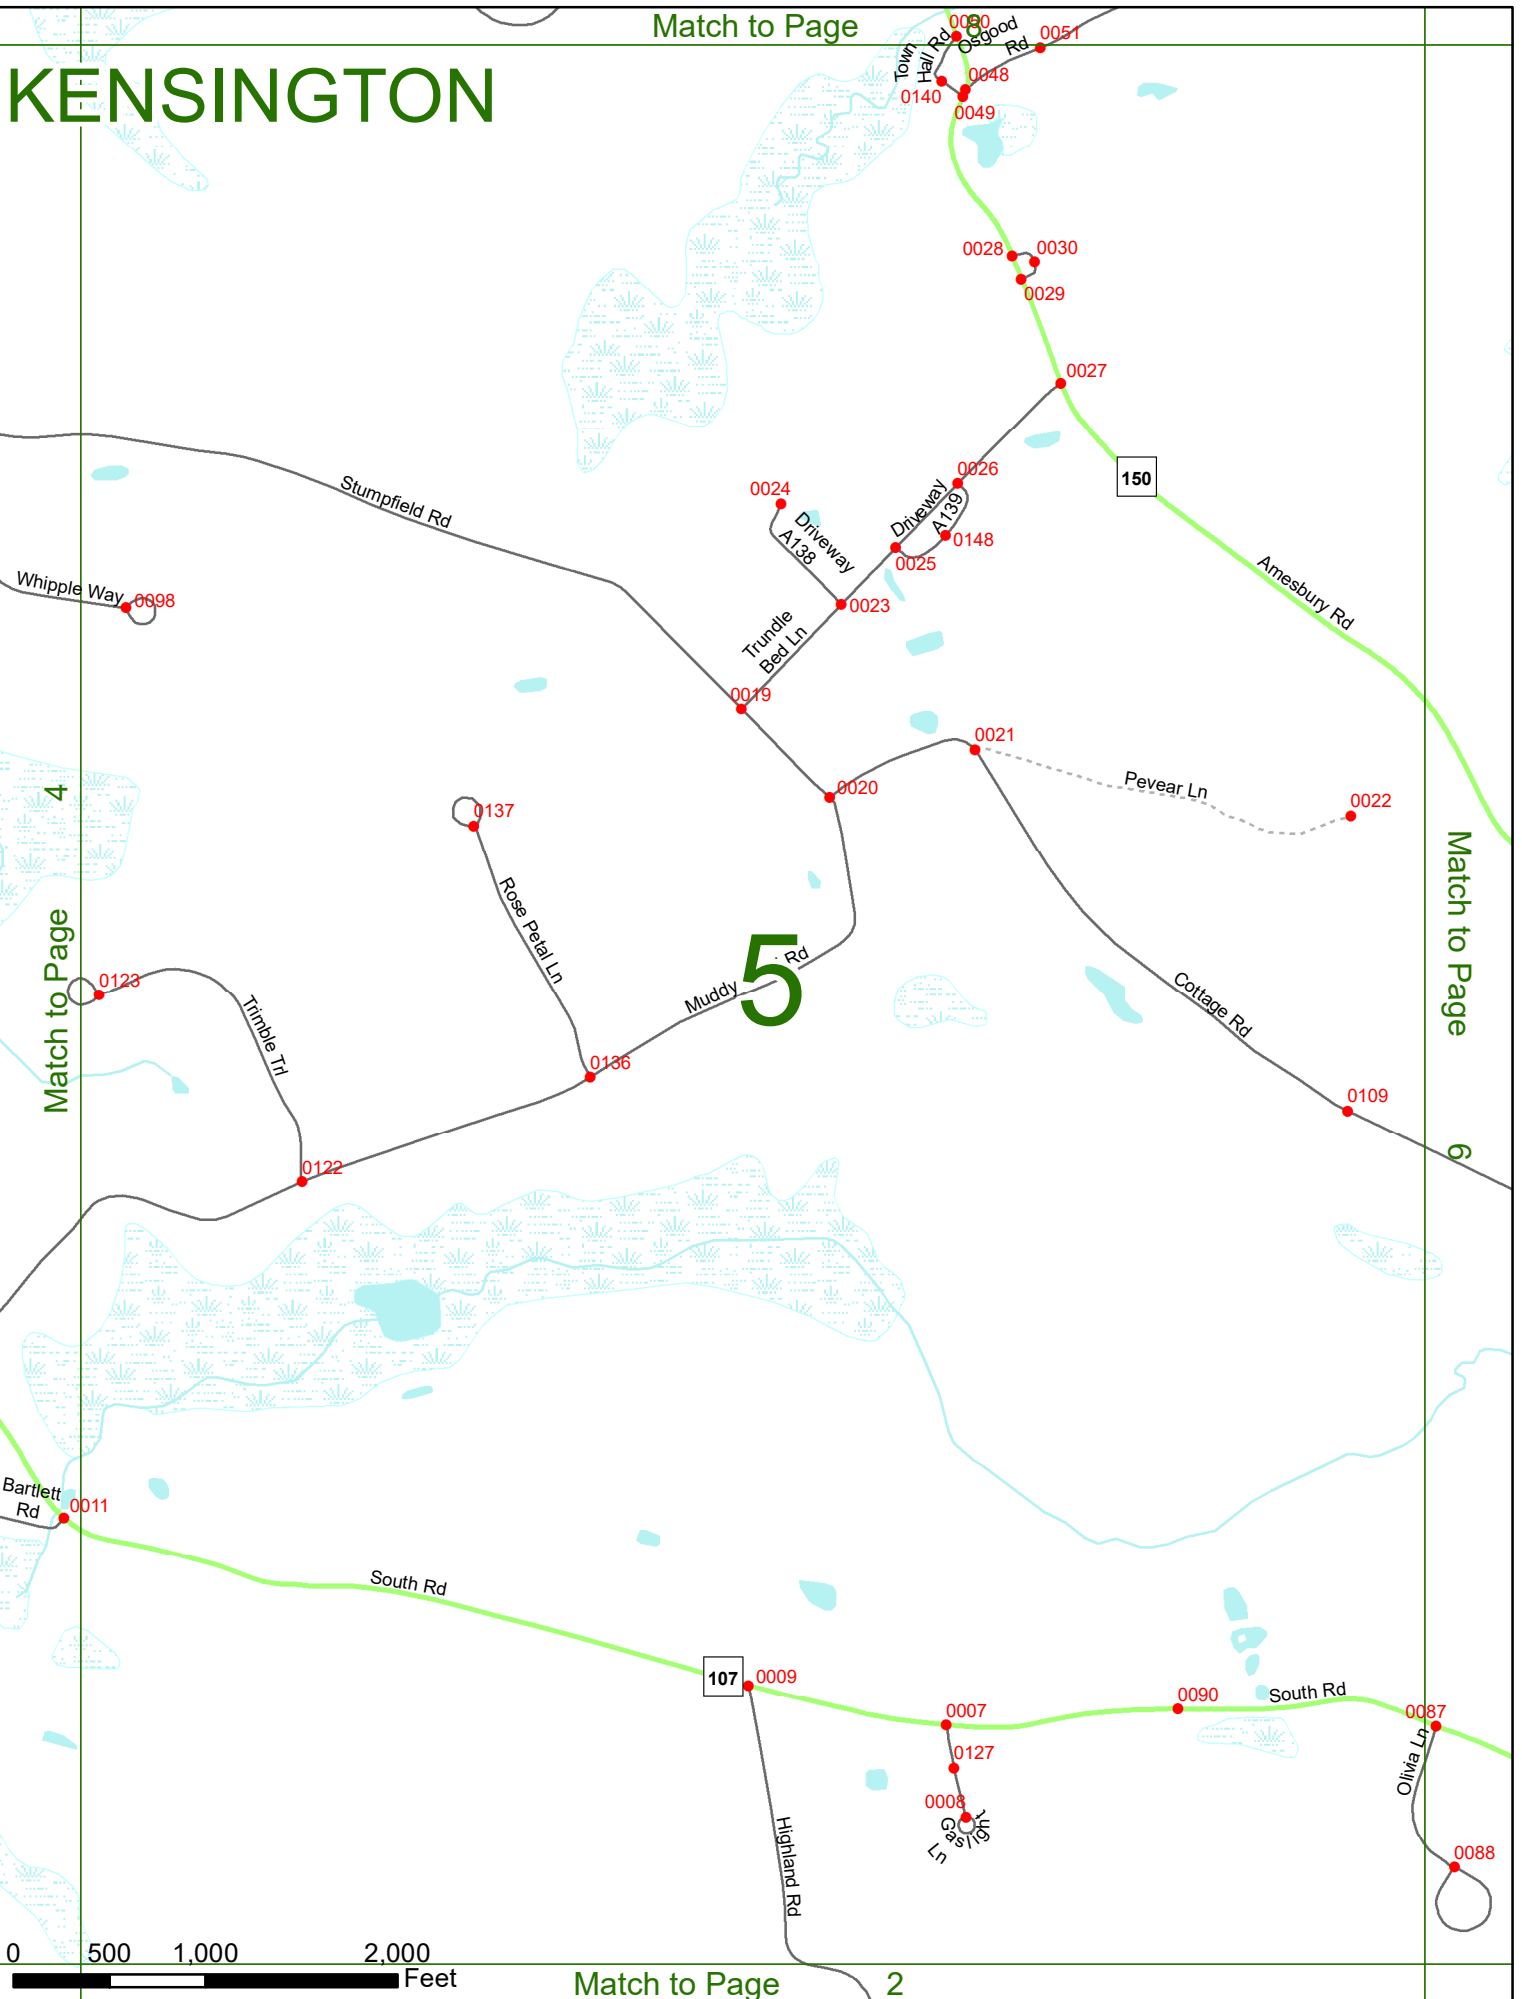 Match to Page 8
KENSINGTON
0050
Osgood
Rd
0051
Town
Hall Rd
0048
0140
0049
0028
0030
0029
0027
150
Stumpfield Rd
0024
0026
Driveway
A139
Driveway
A138
0148
0025
Amesbury Rd
Whipple Way
0098
0023
Trundle
Bed Ln
0019
0021
Pevear Ln
0020
0022
0137
Match to Page 4
Match to Page 6
Rose Petal Ln
5
Muddy
Rd
0123
Trimble Trl
Cottage Rd
0136
0109
0122
Bartlett
Rd
0011
South Rd
107
0009
0090
South Rd
0007
0087
0127
Olivia Ln
0008
Gaslight
Ln
Highland Rd
0088
0 500 1,000 2,000
Feet
Match to Page 2